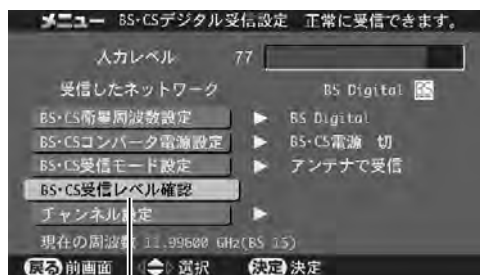 メニュー BS·CSデジタル受信設定 正常に受信できます。
入力レベル 77
受信したネットワーク BS Digital BS
BS·CS衛星周波数設定 ▶ BS Digital
BS·CSコンバータ電源設定 ▶ BS·CS電源 切
BS·CS受信モード設定 ▶ アンテナで受信
BS·CS受信レベル確認
チャンネル設定 ▶
現在の周波数 11.99600 GHz(BS 15)
戻る 前画面 選択 決定 決定